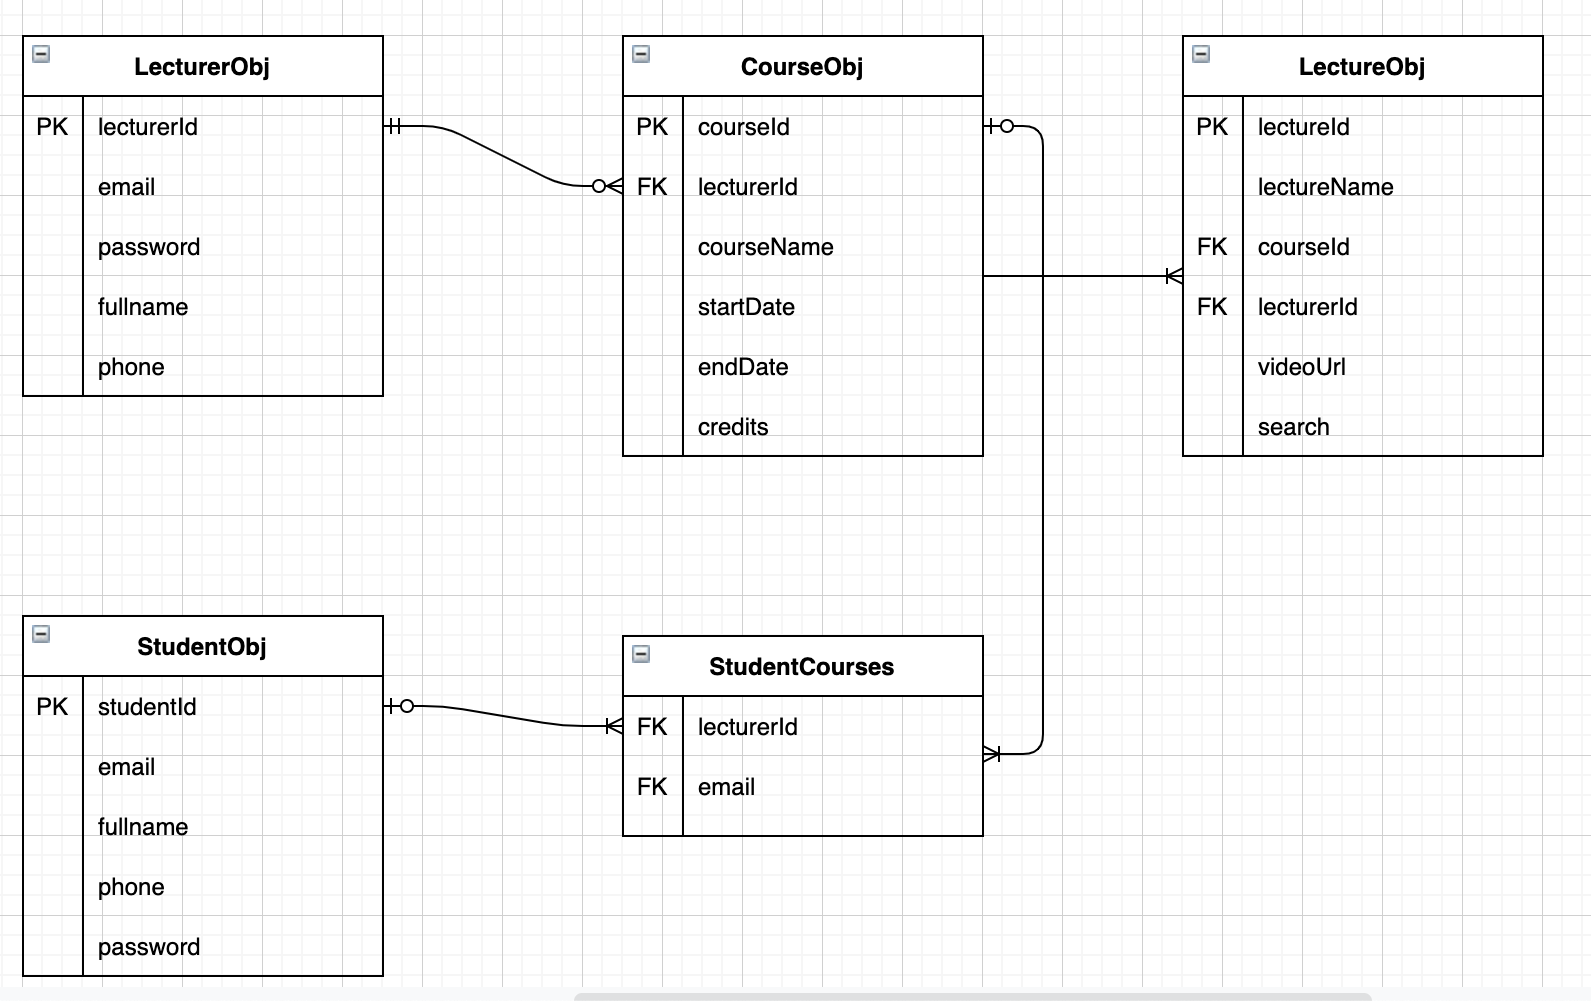 LecturerObj
PK lecturerId
email
password
fullname
phone
CourseObj
PK courseId
FK lecturerId
courseName
startDate
endDate
credits
LectureObj
PK lectureId
lectureName
FK courseId
FK lecturerId
videoUrl
search
StudentObj
PK studentId
email
fullname
phone
password
StudentCourses
FK lecturerId
FK email